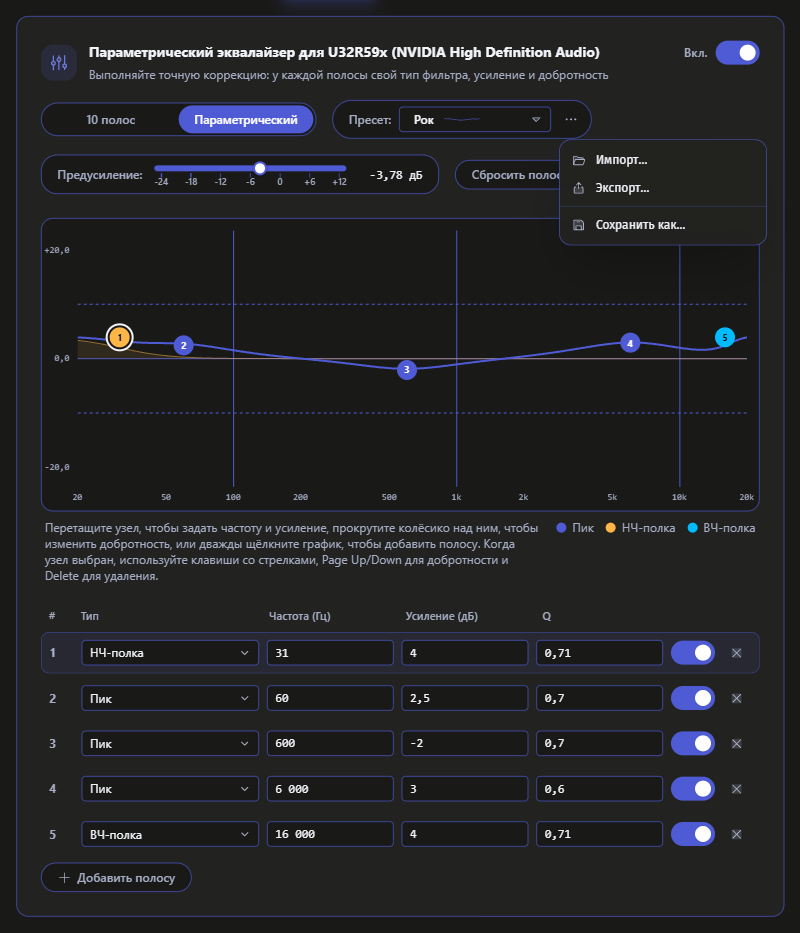 Параметрический эквалайзер для U32R59x (NVIDIA High Definition Audio)
Вкл.
Выполняйте точную коррекцию: у каждой полосы свой тип фильтра, усиление и добротность
10 полос
Параметрический
Пресет:
Рок
Импорт...
Экспорт...
Сохранить как...
Предусиление:
-24 -18 -12 -6 0 +6 +12
-3,78 дБ
+20,0
0,0
-20,0
1
2
3
4
5
20 50 100 200 500 1k 2k 5k 10k 20k
Перетащите узел, чтобы задать частоту и усиление, прокрутите колёсико над ним, чтобы
изменить добротность, или дважды щёлкните график, чтобы добавить полосу. Когда
узел выбран, используйте клавиши со стрелками, Page Up/Down для добротности и
Delete для удаления.
Пик НЧ-полка ВЧ-полка
# Тип Частота (Гц) Усиление (дБ) Q
1 НЧ-полка 31 4 0,71
2 Пик 60 2,5 0,7
3 Пик 600 -2 0,7
4 Пик 6 000 3 0,6
5 ВЧ-полка 16 000 4 0,71
Добавить полосу